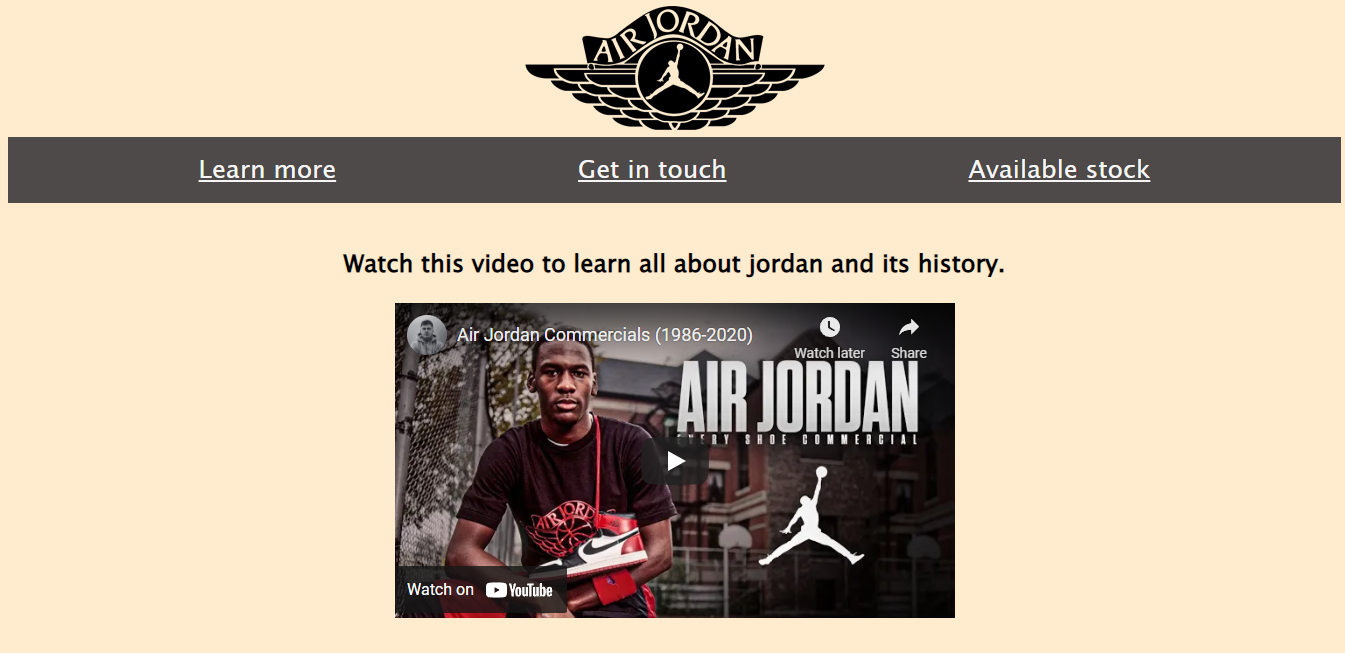 AIR JORDAN
Learn more
Get in touch
Available stock
Watch this video to learn all about jordan and its history.
Air Jordan Commercials (1986-2020)
Watch later
Share
AIR JORDAN
EVERY SHOE COMMERCIAL
AIR JORD
Watch on YouTube